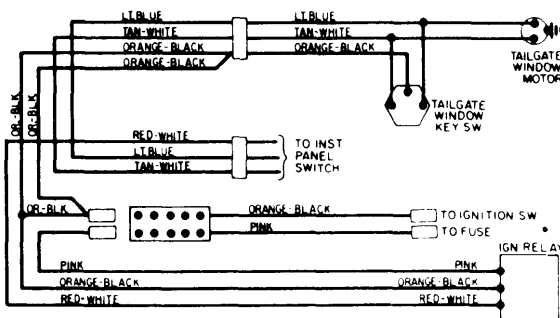 LT.BLUE LT.BLUE
TAN-WHITE TAN-WHITE
ORANGE-BLACK ORANGE-BLACK
ORANGE-BLACK
TAILGATE
WINDOW
MOTOR
TAILGATE
WINDOW
KEY SW
OR-BLK
OR-BLK
RED-WHITE
LT.BLUE
TAN-WHITE
TO INST
PANEL
SWITCH
OR-BLK
ORANGE-BLACK
TO IGNITION SW
PINK
TO FUSE
IGN RELAY
PINK PINK
ORANGE-BLACK ORANGE-BLACK
RED-WHITE RED-WHITE